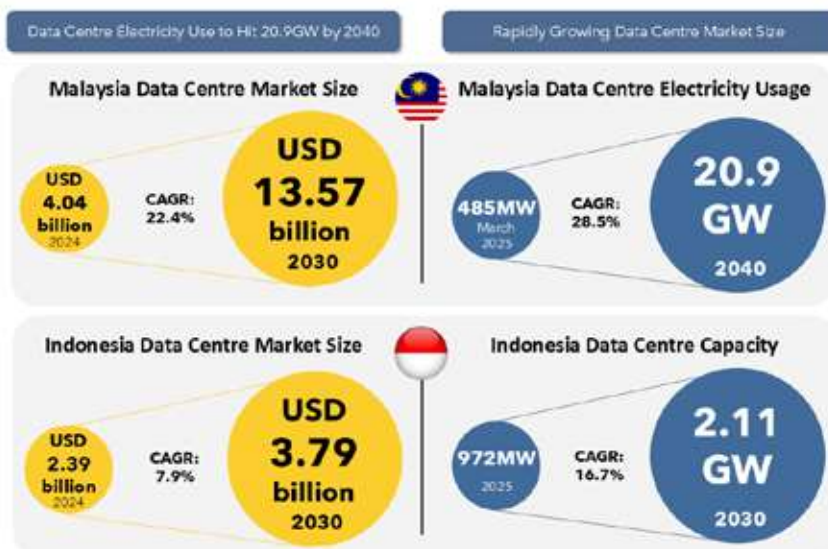 Data Centre Electricity Use to Hit 20.9GW by 2040
Rapidly Growing Data Centre Market Size
Malaysia Data Centre Market Size
USD
4.04
billion
2024
CAGR:
22.4%
USD
13.57
billion
2030
Malaysia Data Centre Electricity Usage
485MW
March
2025
CAGR:
28.5%
20.9
GW
2040
Indonesia Data Centre Market Size
USD
2.39
billion
2024
CAGR:
7.9%
USD
3.79
billion
2030
Indonesia Data Centre Capacity
972MW
2025
CAGR:
16.7%
2.11
GW
2030